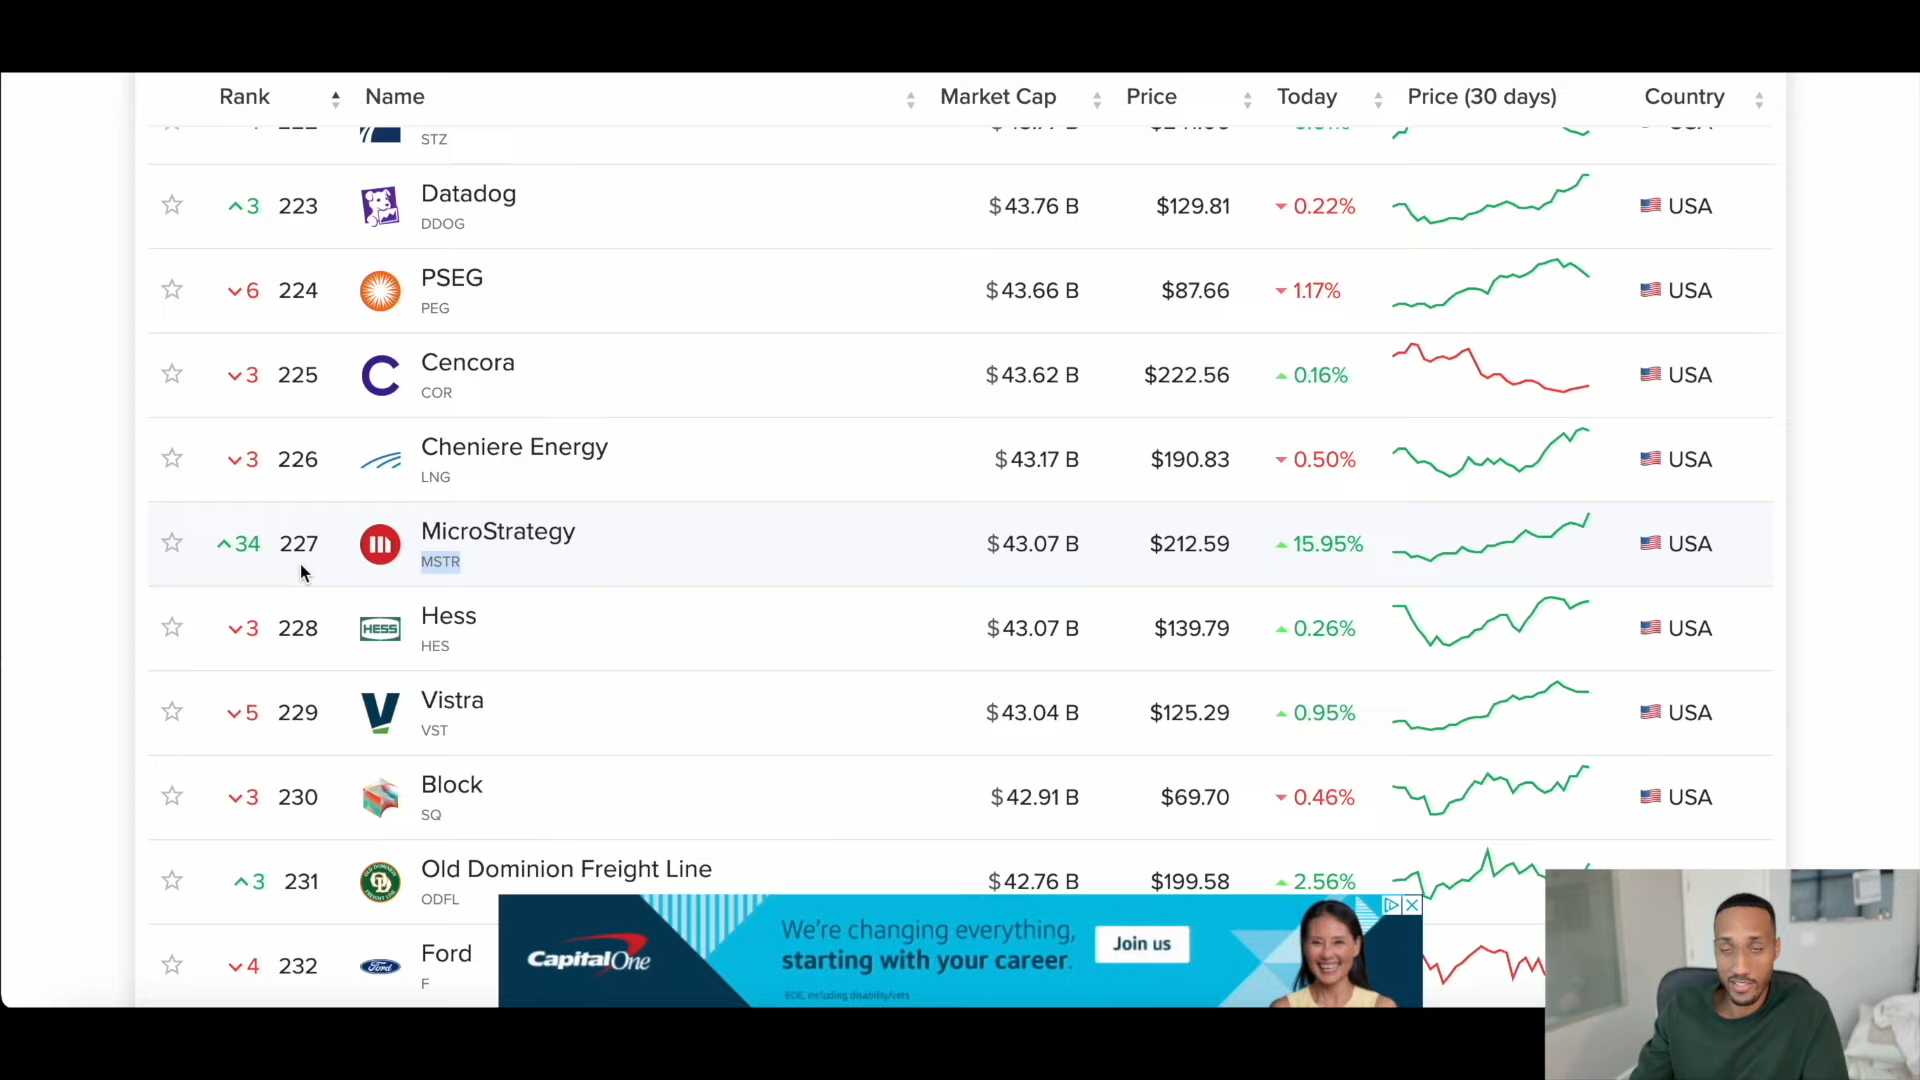 Rank Name Market Cap Price Today Price (30 days) Country
STZ
3 223 Datadog $43.76 B $129.81 0.22% USA
DDOG
6 224 PSEG $43.66 B $87.66 1.17% USA
PEG
3 225 Cencora $43.62 B $222.56 0.16% USA
COR
3 226 Cheniere Energy $43.17 B $190.83 0.50% USA
LNG
34 227 MicroStrategy $43.07 B $212.59 15.95% USA
MSTR
3 228 Hess $43.07 B $139.79 0.26% USA
HESS
HES
5 229 Vistra $43.04 B $125.29 0.95% USA
VST
3 230 Block $42.91 B $69.70 0.46% USA
SQ
3 231 Old Dominion Freight Line $42.76 B $199.58 2.56%
ODFL
4 232 Ford
Ford
F
Capital One
We're changing everything,
starting with your career.
Join us
EOE, including disability/vets